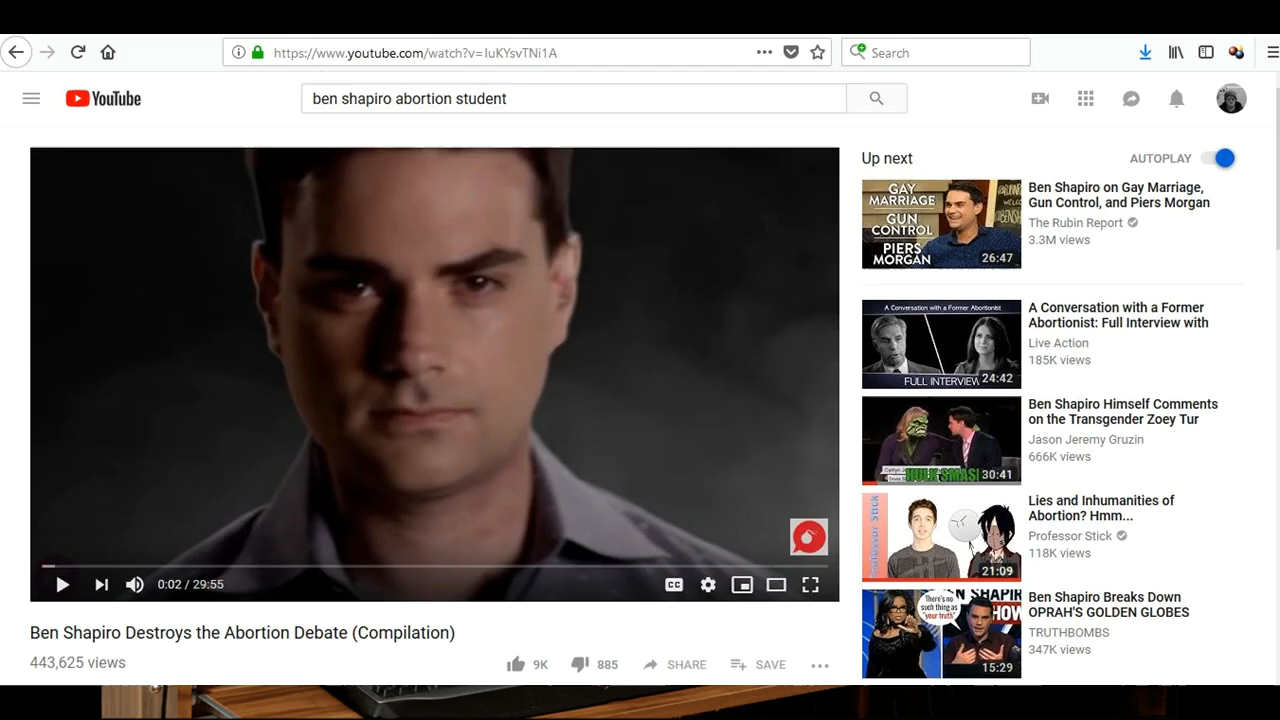 https://www.youtube.com/watch?v=IuKYsvTNi1A
Search
YouTube
ben shapiro abortion student
Up next
AUTOPLAY
GAY
MARRIAGE
GUN
CONTROL
PIERS
MORGAN
26:47
Ben Shapiro on Gay Marriage,
Gun Control, and Piers Morgan
The Rubin Report
3.3M views
A Conversation with a Former Abortionist
FULL INTERVIEW
24:42
A Conversation with a Former
Abortionist: Full Interview with
Live Action
185K views
HULK SMASH
30:41
Ben Shapiro Himself Comments
on the Transgender Zoey Tur
Jason Jeremy Gruzin
666K views
Professor Stick
21:09
Lies and Inhumanities of
Abortion? Hmm...
Professor Stick
118K views
There's no
such thing as
"your truth"
15:29
Ben Shapiro Breaks Down
OPRAH'S GOLDEN GLOBES
TRUTHBOMBS
347K views
CC
0:02 / 29:55
Ben Shapiro Destroys the Abortion Debate (Compilation)
443,625 views
9K
885
SHARE
SAVE